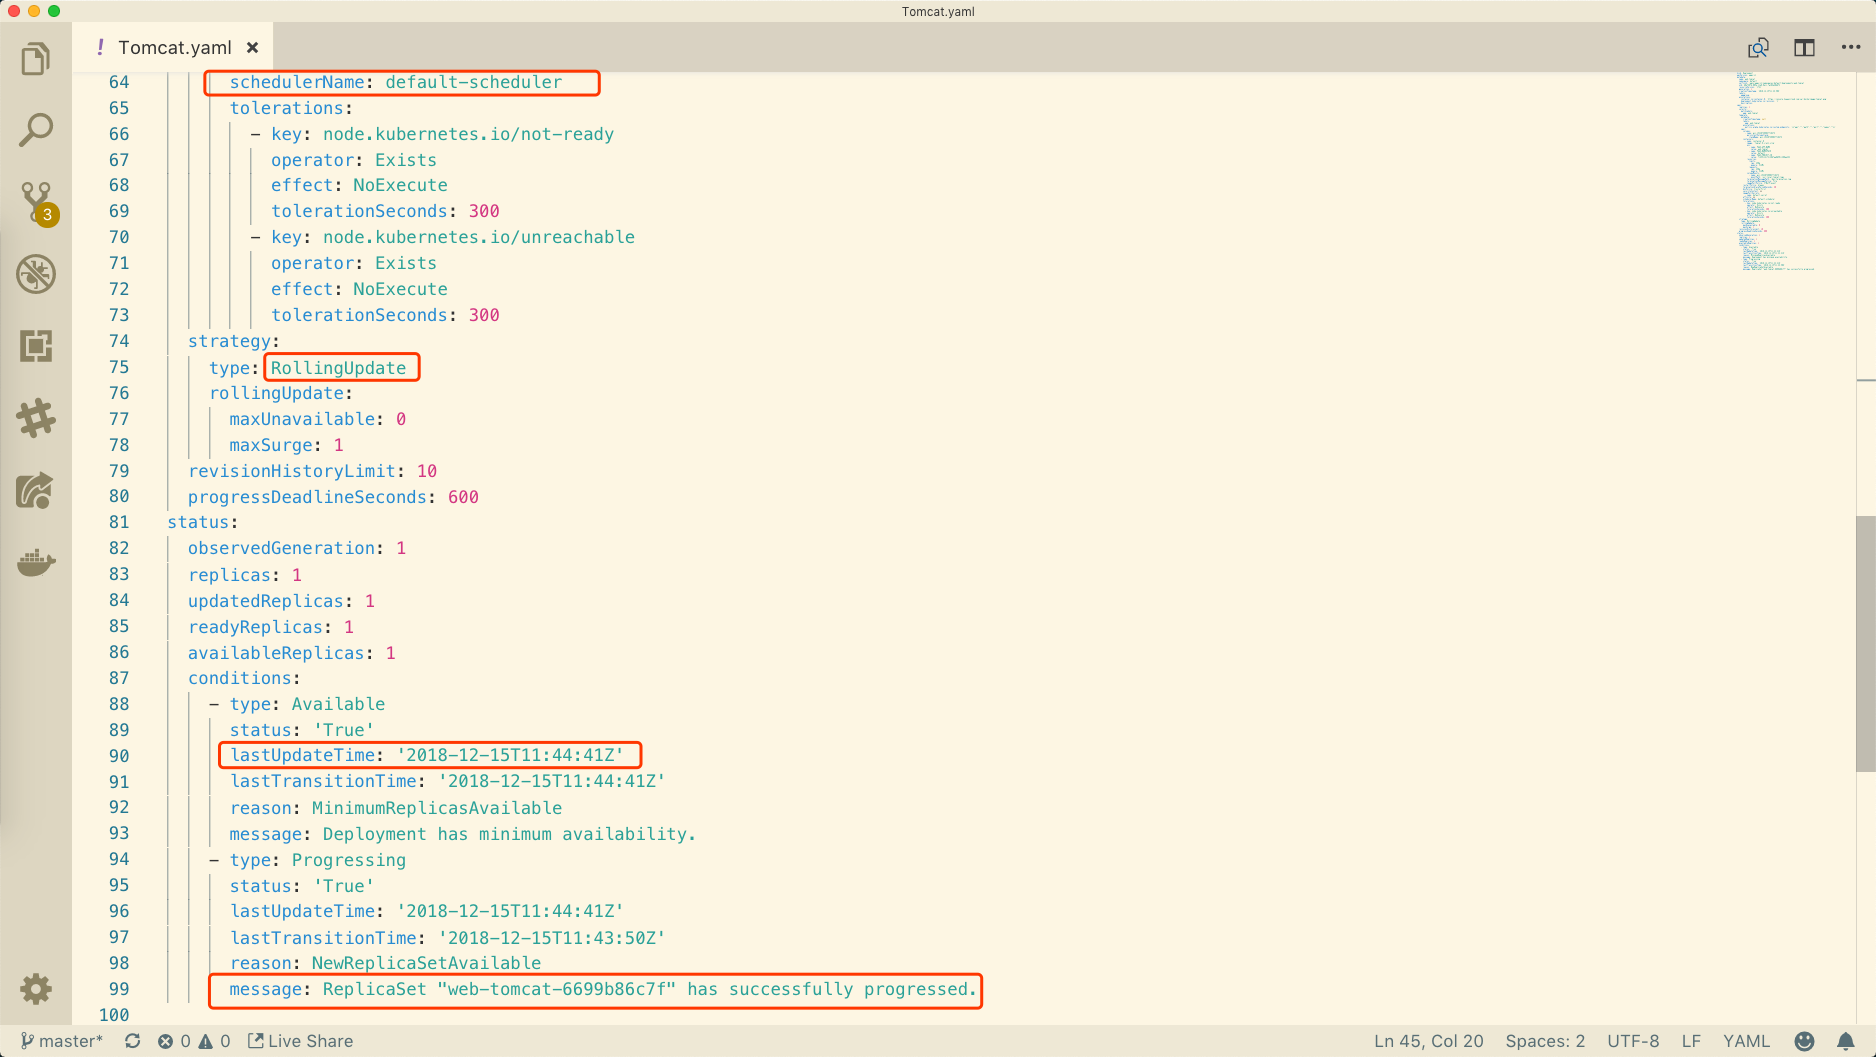 Tomcat.yaml
! Tomcat.yaml ×
64 schedulerName: default-scheduler
65 tolerations:
66 - key: node.kubernetes.io/not-ready
67 operator: Exists
68 effect: NoExecute
69 tolerationSeconds: 300
70 - key: node.kubernetes.io/unreachable
71 operator: Exists
72 effect: NoExecute
73 tolerationSeconds: 300
74 strategy:
75 type: RollingUpdate
76 rollingUpdate:
77 maxUnavailable: 0
78 maxSurge: 1
79 revisionHistoryLimit: 10
80 progressDeadlineSeconds: 600
81 status:
82 observedGeneration: 1
83 replicas: 1
84 updatedReplicas: 1
85 readyReplicas: 1
86 availableReplicas: 1
87 conditions:
88 - type: Available
89 status: 'True'
90 lastUpdateTime: '2018-12-15T11:44:41Z'
91 lastTransitionTime: '2018-12-15T11:44:41Z'
92 reason: MinimumReplicasAvailable
93 message: Deployment has minimum availability.
94 - type: Progressing
95 status: 'True'
96 lastUpdateTime: '2018-12-15T11:44:41Z'
97 lastTransitionTime: '2018-12-15T11:43:50Z'
98 reason: NewReplicaSetAvailable
99 message: ReplicaSet "web-tomcat-6699b86c7f" has successfully progressed.
100
3
master* 0 0 Live Share Ln 45, Col 20 Spaces: 2 UTF-8 LF YAML